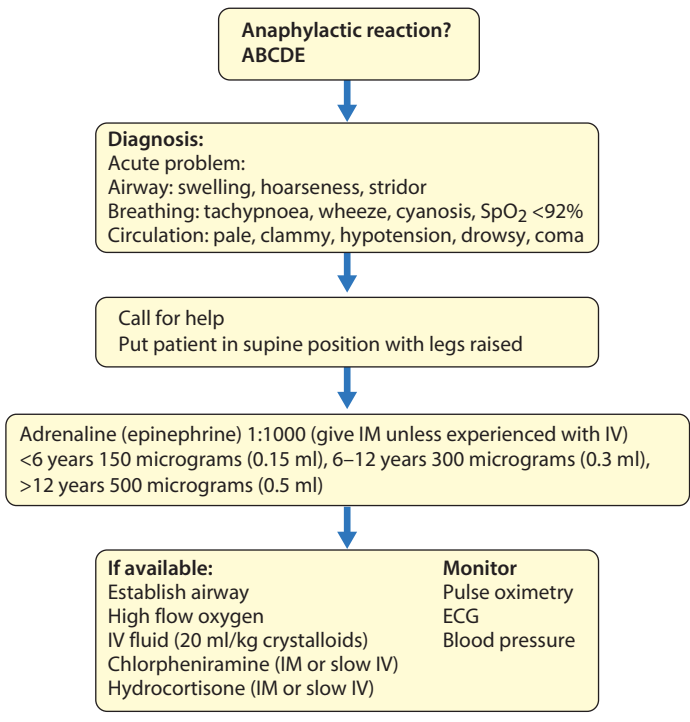 Anaphylactic reaction?
ABCDE
Diagnosis:
Acute problem:
Airway: swelling, hoarseness, stridor
Breathing: tachypnoea, wheeze, cyanosis, SpO₂ <92%
Circulation: pale, clammy, hypotension, drowsy, coma
Call for help
Put patient in supine position with legs raised
Adrenaline (epinephrine) 1:1000 (give IM unless experienced with IV)
<6 years 150 micrograms (0.15 ml), 6–12 years 300 micrograms (0.3 ml),
>12 years 500 micrograms (0.5 ml)
If available:
Establish airway
High flow oxygen
IV fluid (20 ml/kg crystalloids)
Chlorpheniramine (IM or slow IV)
Hydrocortisone (IM or slow IV)
Monitor
Pulse oximetry
ECG
Blood pressure